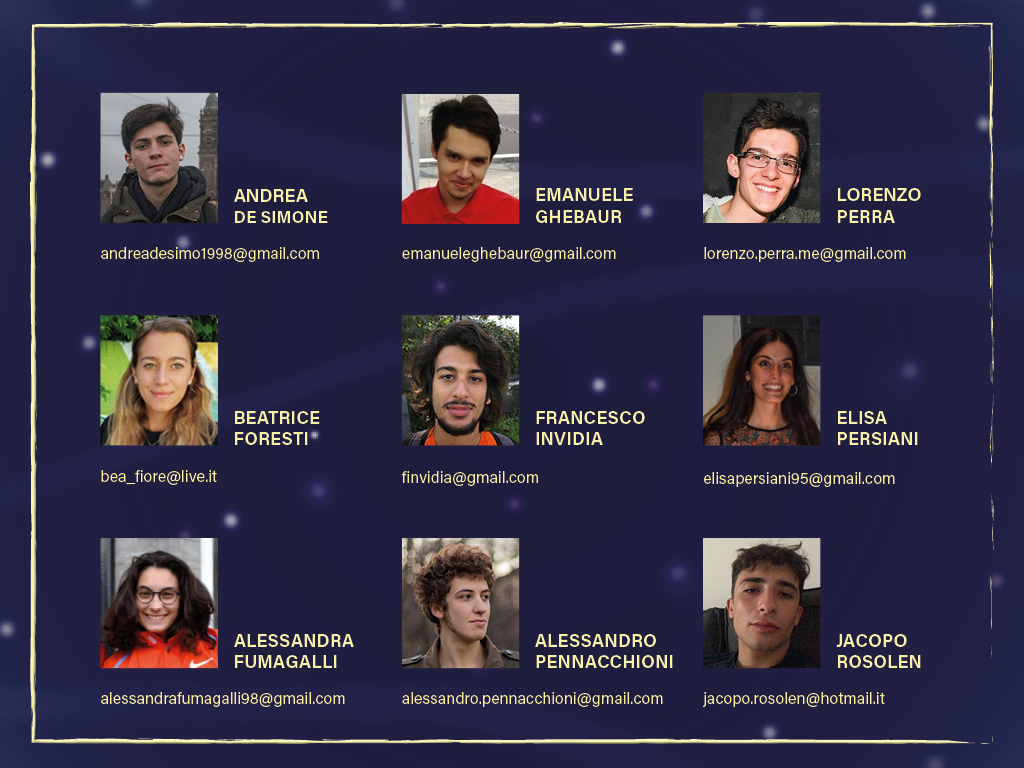 ANDREA
DE SIMONE
andreadesimo1998@gmail.com
EMANUELE
GHEBAUR
emanueleghebaur@gmail.com
LORENZO
PERRA
lorenzo.perra.me@gmail.com
BEATRICE
FORESTI
bea_fiore@live.it
FRANCESCO
INVIDIA
finvidia@gmail.com
ELISA
PERSIANI
elisapersiani95@gmail.com
ALESSANDRA
FUMAGALLI
alessandrafumagalli98@gmail.com
ALESSANDRO
PENNACCHIONI
alessandro.pennacchioni@gmail.com
JACOPO
ROSOLEN
jacopo.rosolen@hotmail.it